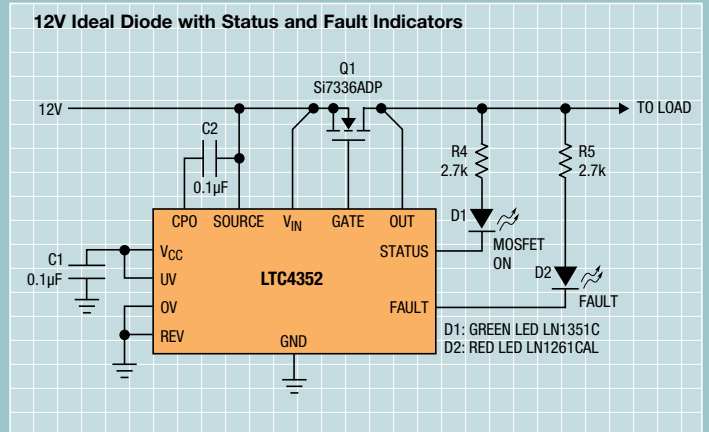 12V Ideal Diode with Status and Fault Indicators
Q1
Si7336ADP
12V
TO LOAD
C2
0.1µF
R4
2.7k
R5
2.7k
CPO SOURCE VIN GATE OUT
D1
MOSFET
ON
C1
0.1µF
VCC
UV
OV
REV
LTC4352
STATUS
FAULT
GND
D2
FAULT
D1: GREEN LED LN1351C
D2: RED LED LN1261CAL